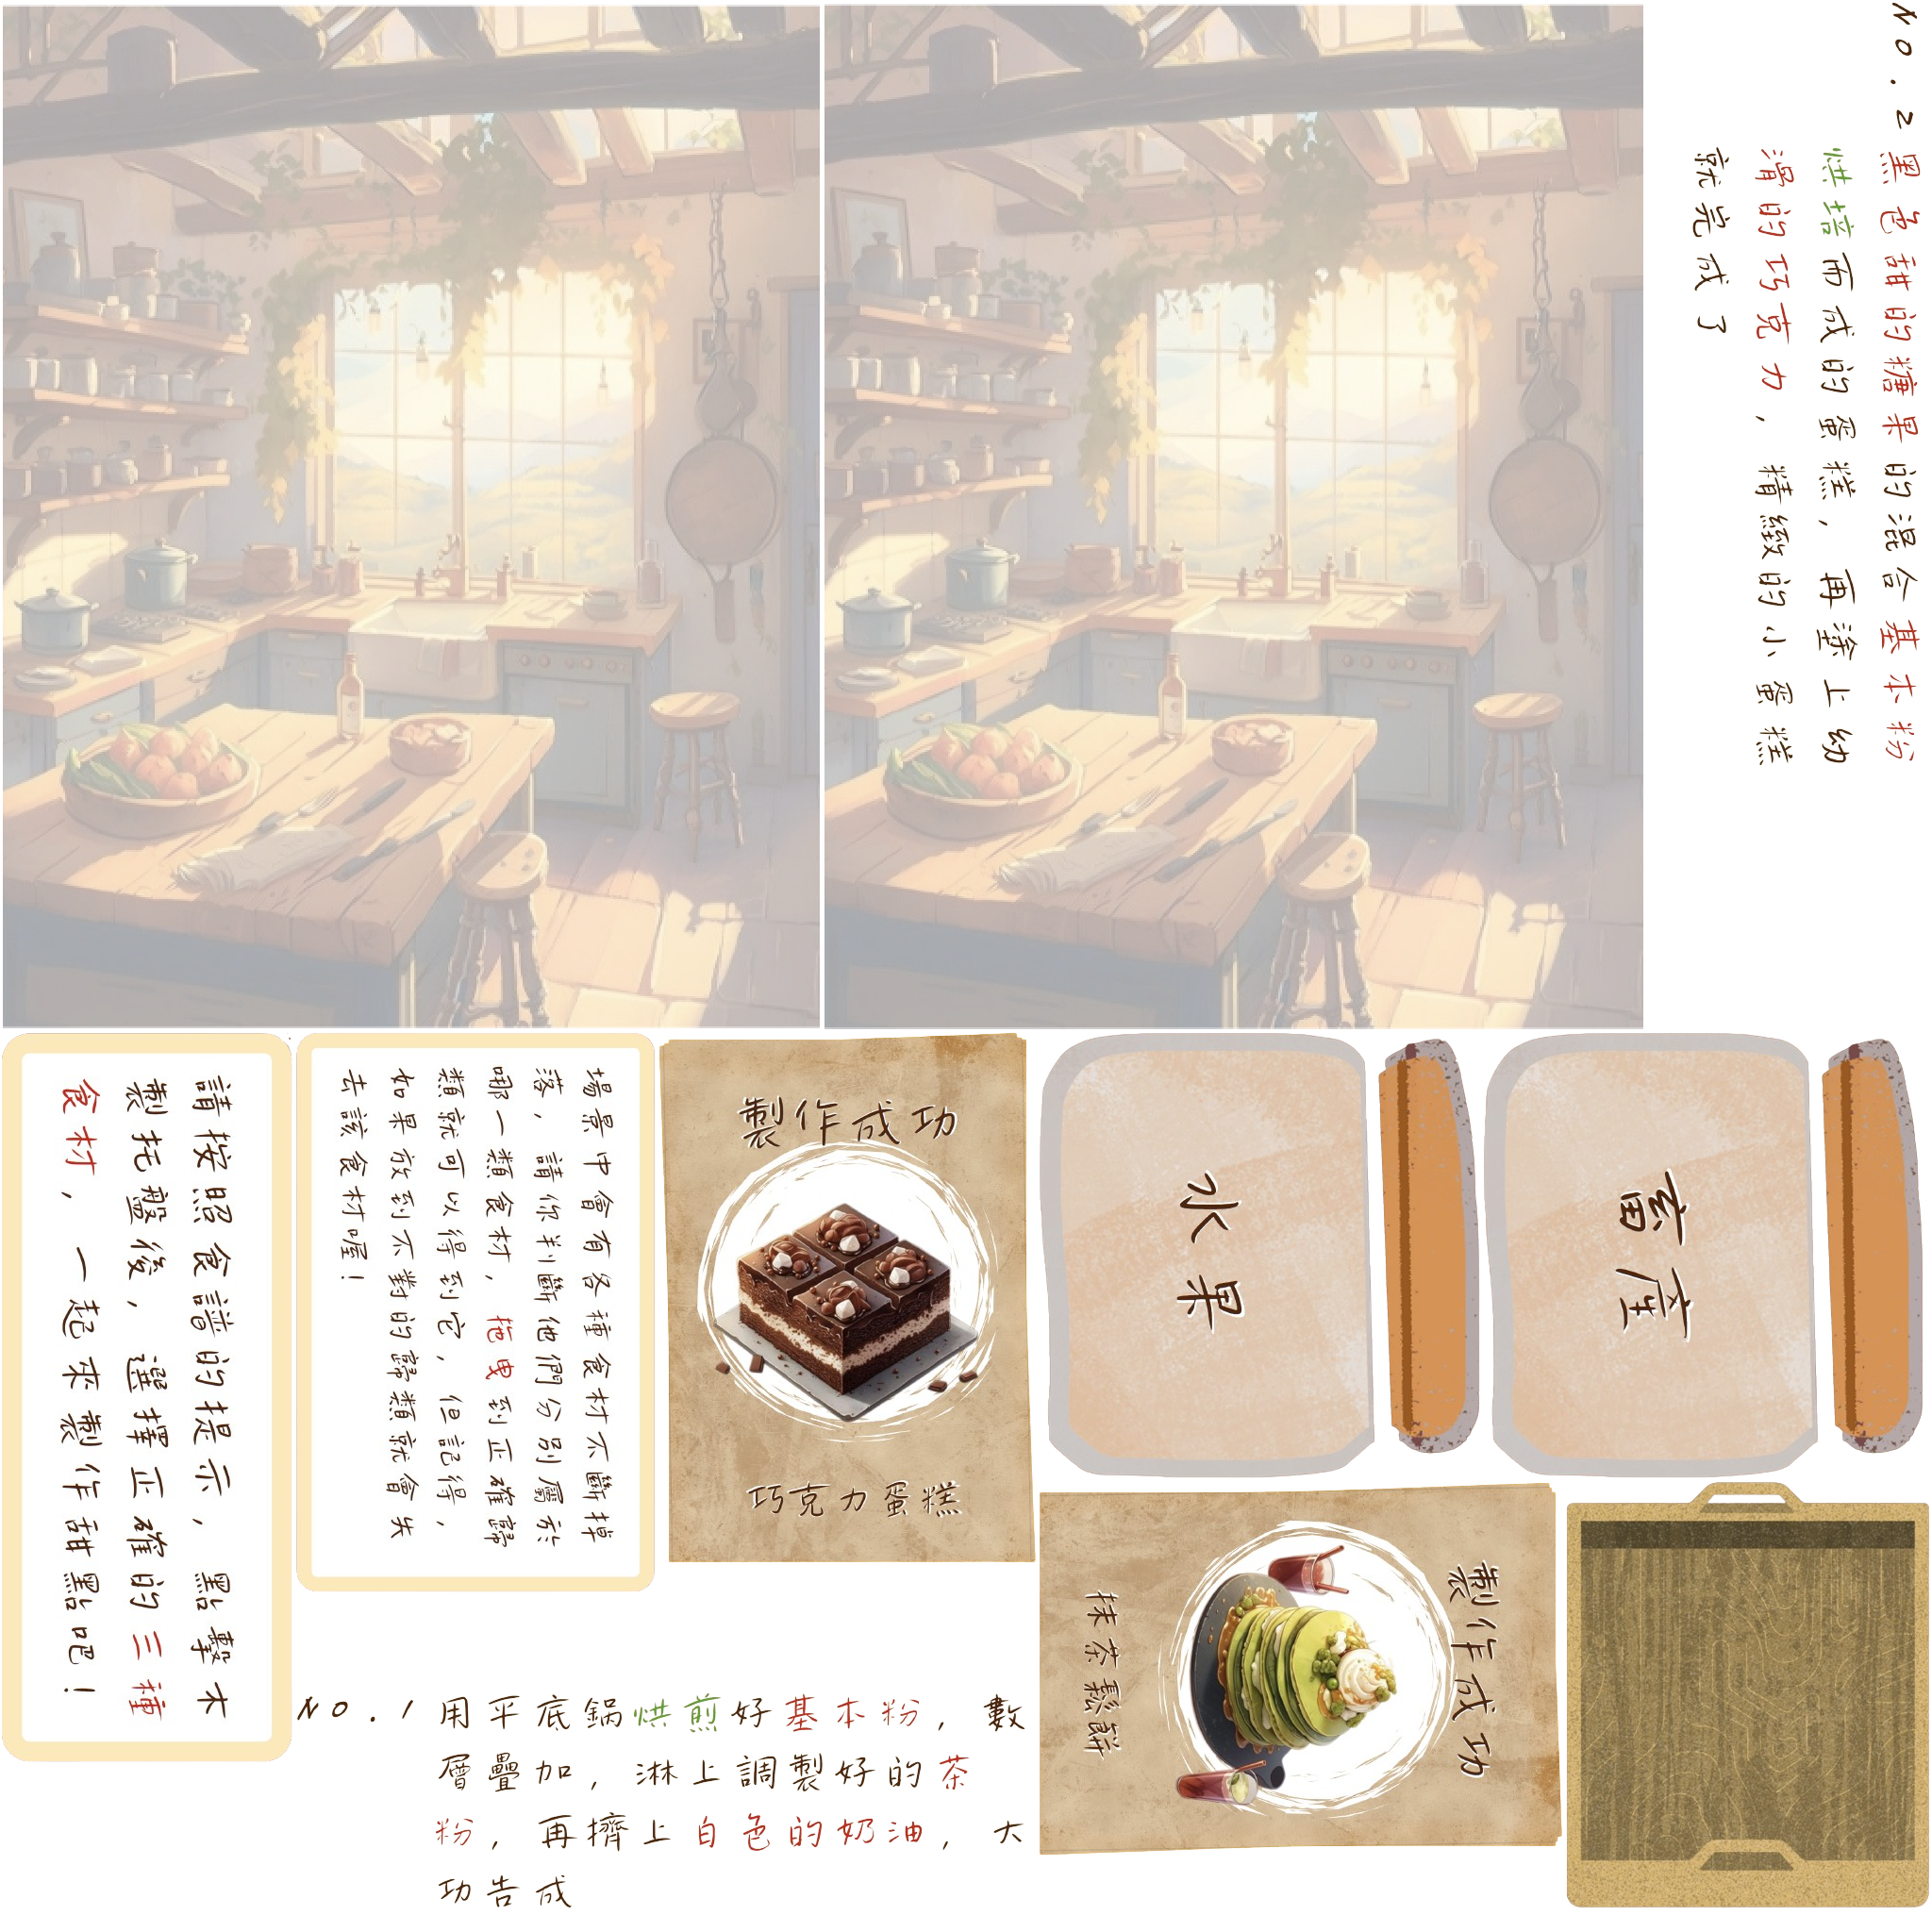 NO.2 黑色甜的糖果的混合基本粉
烘培而成的蛋糕，再塗上幼
滑的巧克力，精緻的小蛋糕
就完成了
請按照食譜的提示，點擊木
製托盤後，選擇正確的三種
食材，一起來製作甜點吧！
場景中會有各種食材不斷掉
落，請你判斷他們分別屬於
哪一類食材，拖曳到正確歸
類就可以得到它，但記得，
如果放到不對的歸類就會失
去該食材喔！
製作成功
巧克力蛋糕
水果
畜產
製作成功
抹茶鬆餅
NO.1 用平底鍋烘煎好基本粉，數
層疊加，淋上調製好的茶
粉，再擠上白色的奶油，大
功告成